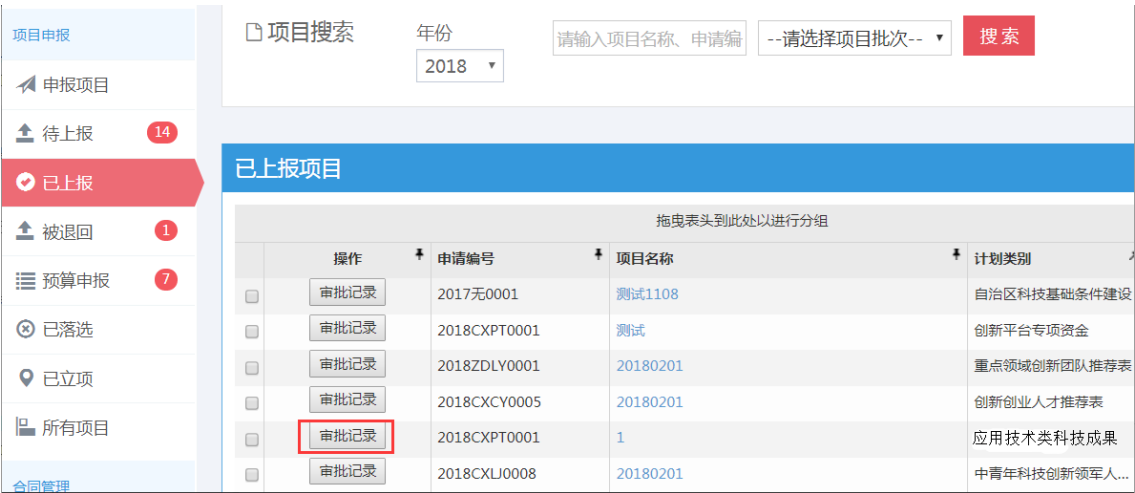 项目申报
申报项目
待上报 14
已上报
被退回 1
预算申报 7
已落选
已立项
所有项目
合同管理
项目搜索
年份
2018
请输入项目名称、申请编
--请选择项目批次--
搜索
已上报项目
拖曳表头到此处以进行分组
操作 申请编号 项目名称 计划类别
审批记录 2017无0001 测试1108 自治区科技基础条件建设
审批记录 2018CXPT0001 测试 创新平台专项资金
审批记录 2018ZDLY0001 20180201 重点领域创新团队推荐表
审批记录 2018CXCY0005 20180201 创新创业人才推荐表
审批记录 2018CXPT0001 1 应用技术类科技成果
审批记录 2018CXLJ0008 20180201 中青年科技创新领军人...